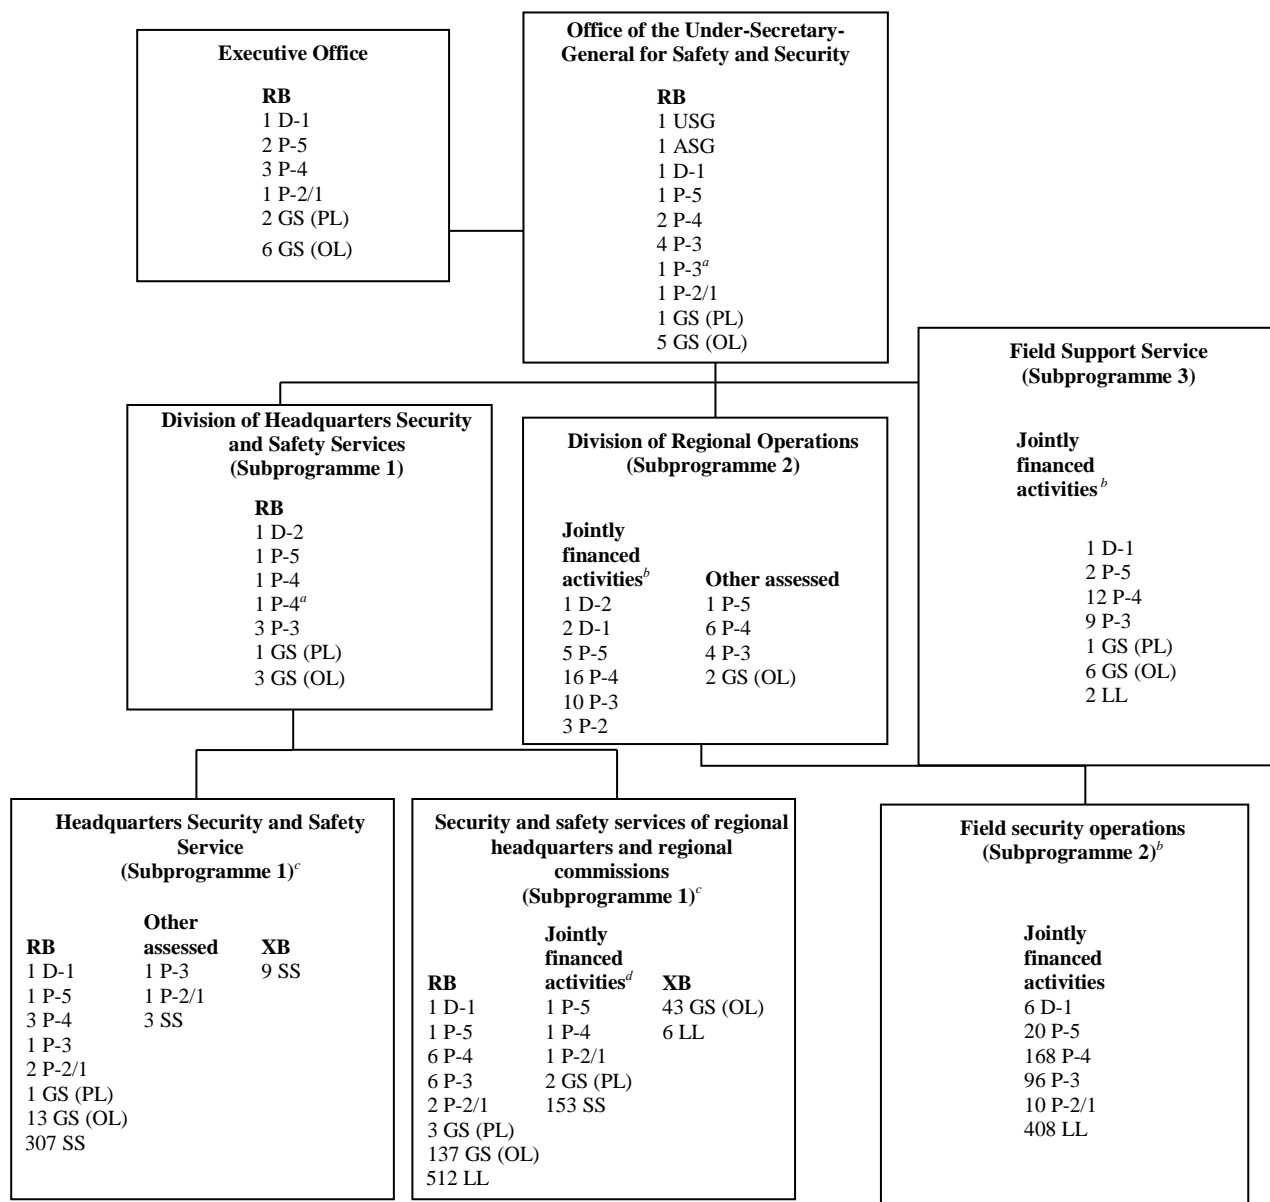 Executive Office
RB
1 D-1
2 P-5
3 P-4
1 P-2/1
2 GS (PL)
6 GS (OL)
Office of the Under-Secretary-
General for Safety and Security
RB
1 USG
1 ASG
1 D-1
1 P-5
2 P-4
4 P-3
1 P-3a
1 P-2/1
1 GS (PL)
5 GS (OL)
Field Support Service
(Subprogramme 3)
Jointly
financed
activities b
1 D-1
2 P-5
12 P-4
9 P-3
1 GS (PL)
6 GS (OL)
2 LL
Division of Headquarters Security
and Safety Services
(Subprogramme 1)
RB
1 D-2
1 P-5
1 P-4
1 P-4a
3 P-3
1 GS (PL)
3 GS (OL)
Division of Regional Operations
(Subprogramme 2)
Jointly
financed
activitiesb
1 D-2
2 D-1
5 P-5
16 P-4
10 P-3
3 P-2
Other assessed
1 P-5
6 P-4
4 P-3
2 GS (OL)
Headquarters Security and Safety
Service
(Subprogramme 1)c
RB
1 D-1
1 P-5
3 P-4
1 P-3
2 P-2/1
1 GS (PL)
13 GS (OL)
307 SS
Other
assessed
1 P-3
1 P-2/1
3 SS
XB
9 SS
Security and safety services of regional
headquarters and regional
commissions
(Subprogramme 1)c
RB
1 D-1
1 P-5
6 P-4
6 P-3
2 P-2/1
3 GS (PL)
137 GS (OL)
512 LL
Jointly
financed
activitiesd
1 P-5
1 P-4
1 P-2/1
2 GS (PL)
153 SS
XB
43 GS (OL)
6 LL
Field security operations
(Subprogramme 2)b
Jointly
financed
activities
6 D-1
20 P-5
168 P-4
96 P-3
10 P-2/1
408 LL